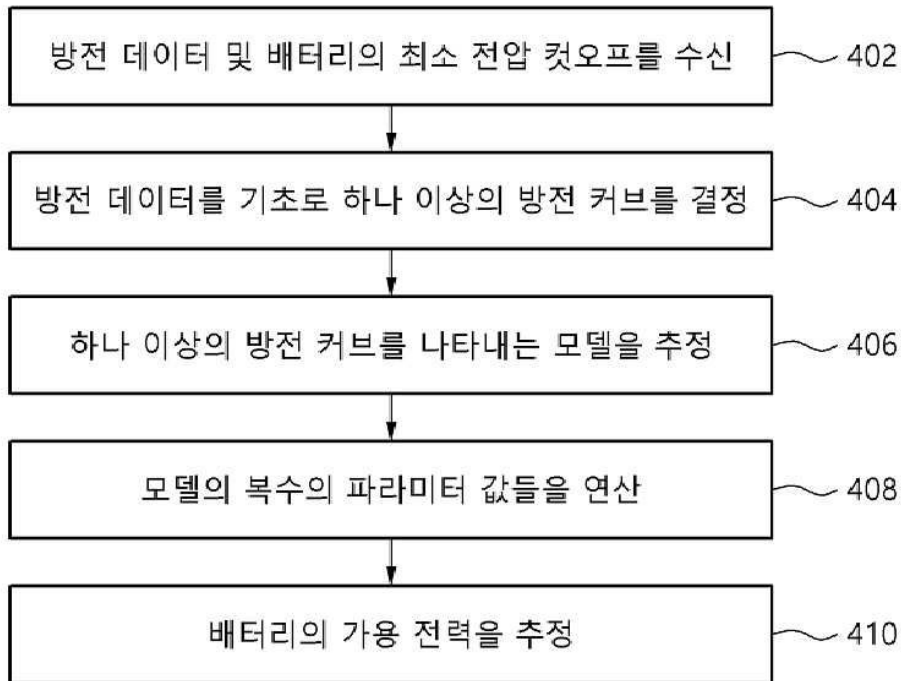 방전 데이터 및 배터리의 최소 전압 컷오프를 수신 402
방전 데이터를 기초로 하나 이상의 방전 커브를 결정 404
하나 이상의 방전 커브를 나타내는 모델을 추정 406
모델의 복수의 파라미터 값들을 연산 408
배터리의 가용 전력을 추정 410